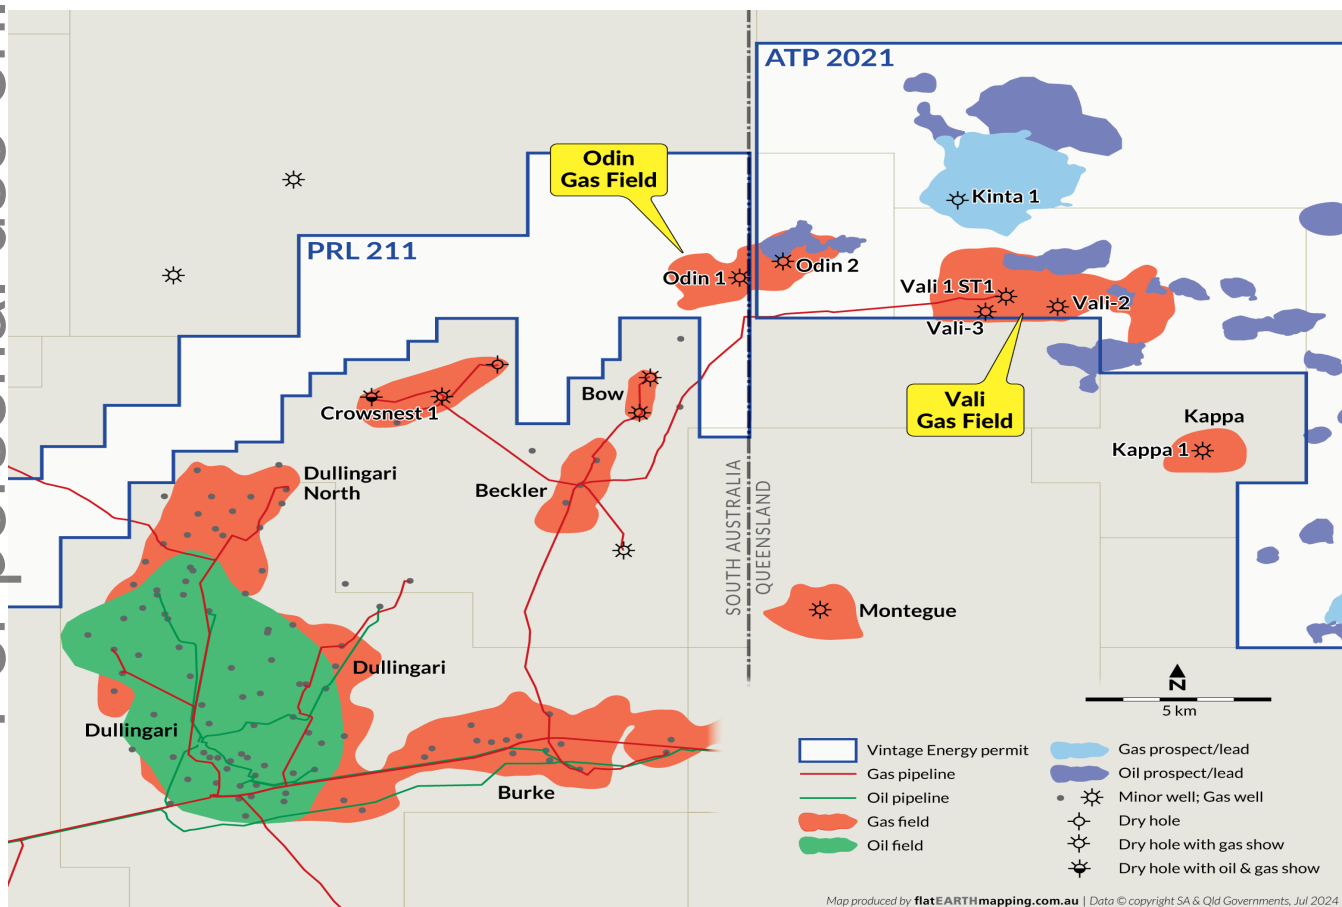 ATP 2021
Odin
Gas Field
Kinta 1
PRL 211
Odin 1
Odin 2
Vali 1 ST1
Vali-2
Vali-3
Bow
Crowsnest 1
Vali
Gas Field
Kappa
Kappa 1
Dullingari
North
Beckler
SOUTH AUSTRALIA
QUEENSLAND
Montegue
Dullingari
Dullingari
Burke
N
5 km
Vintage Energy permit
Gas pipeline
Oil pipeline
Gas field
Oil field
Gas prospect/lead
Oil prospect/lead
Minor well; Gas well
Dry hole
Dry hole with gas show
Dry hole with oil & gas show
Map produced by flatEARTHmapping.com.au | Data © copyright SA & Qld Governments, Jul 2024